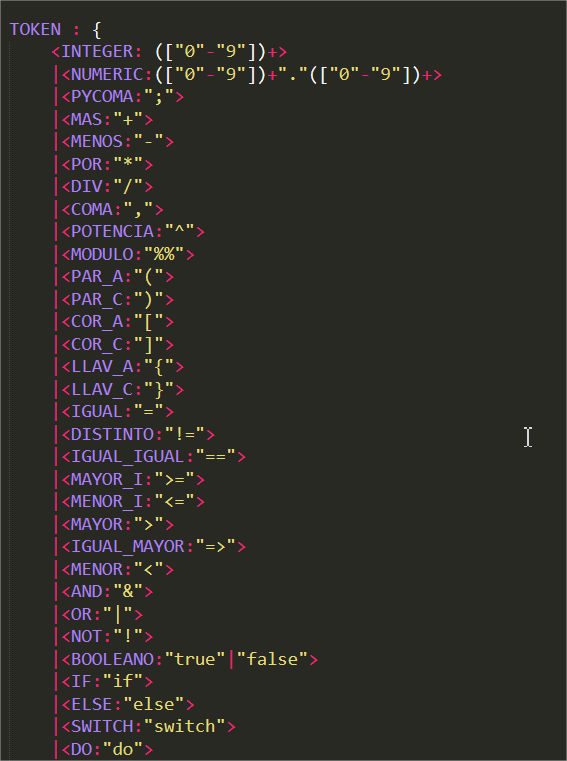 TOKEN : {
<INTEGER: (["0"-"9"])+>
|<NUMERIC:(["0"-"9"])+"."(["0"-"9"])+>
|<PYCOMA:";">
|<MAS:"+">
|<MENOS:"-">
|<POR:"*">
|<DIV:"/">
|<COMA:",">
|<POTENCIA:"^">
|<MODULO:"%%">
|<PAR_A:"(">
|<PAR_C:")">
|<COR_A:"[">
|<COR_C:"]">
|<LLAV_A:"{">
|<LLAV_C:"}">
|<IGUAL:"=">
|<DISTINTO:"!=">
|<IGUAL_IGUAL:"==">
|<MAYOR_I:">=">
|<MENOR_I:"<=">
|<MAYOR:">">
|<IGUAL_MAYOR:"=>">
|<MENOR:"<">
|<AND:"&">
|<OR:"|">
|<NOT:"!">
|<BOOLEANO:"true"|"false">
|<IF:"if">
|<ELSE:"else">
|<SWITCH:"switch">
|<DO:"do">